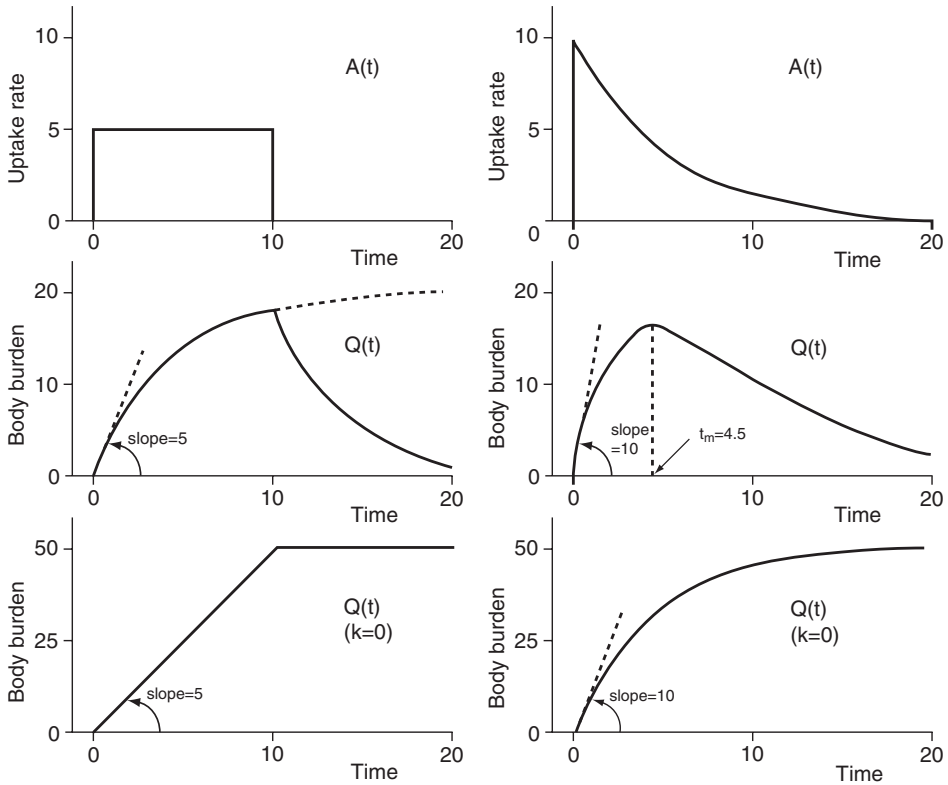 Uptake rate
10
5
0
A(t)
0
10
20
Time
Uptake rate
10
5
0
A(t)
0
10
20
Time
Body burden
20
10
0
Q(t)
slope=5
0
10
20
Time
Body burden
20
10
0
Q(t)
slope
=10
tm=4.5
0
10
20
Time
Body burden
50
25
0
Q(t)
(k=0)
slope=5
0
10
20
Time
Body burden
50
25
0
Q(t)
(k=0)
slope=10
0
10
20
Time